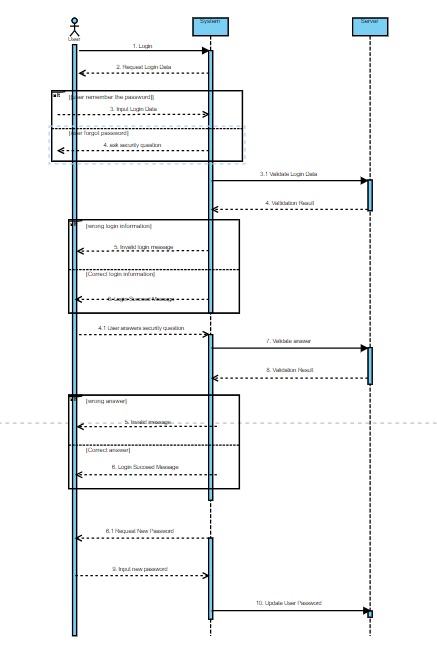 System
Server
User
1. Login
2. Request Login Data
[user remember the password]
3. Input Login Data
[user forgot password]
4. ask security question
3.1 Validate Login Data
4. Validation Result
[wrong login information]
5. Invalid login message
[Correct login information]
6. Login Succeed Message
4.1 User answers security question
7. Validate answer
8. Validation Result
[wrong answer]
5. Invalid message
[Correct answer]
6. Login Succeed Message
6.1 Request New Password
9. Input new password
10. Update User Password